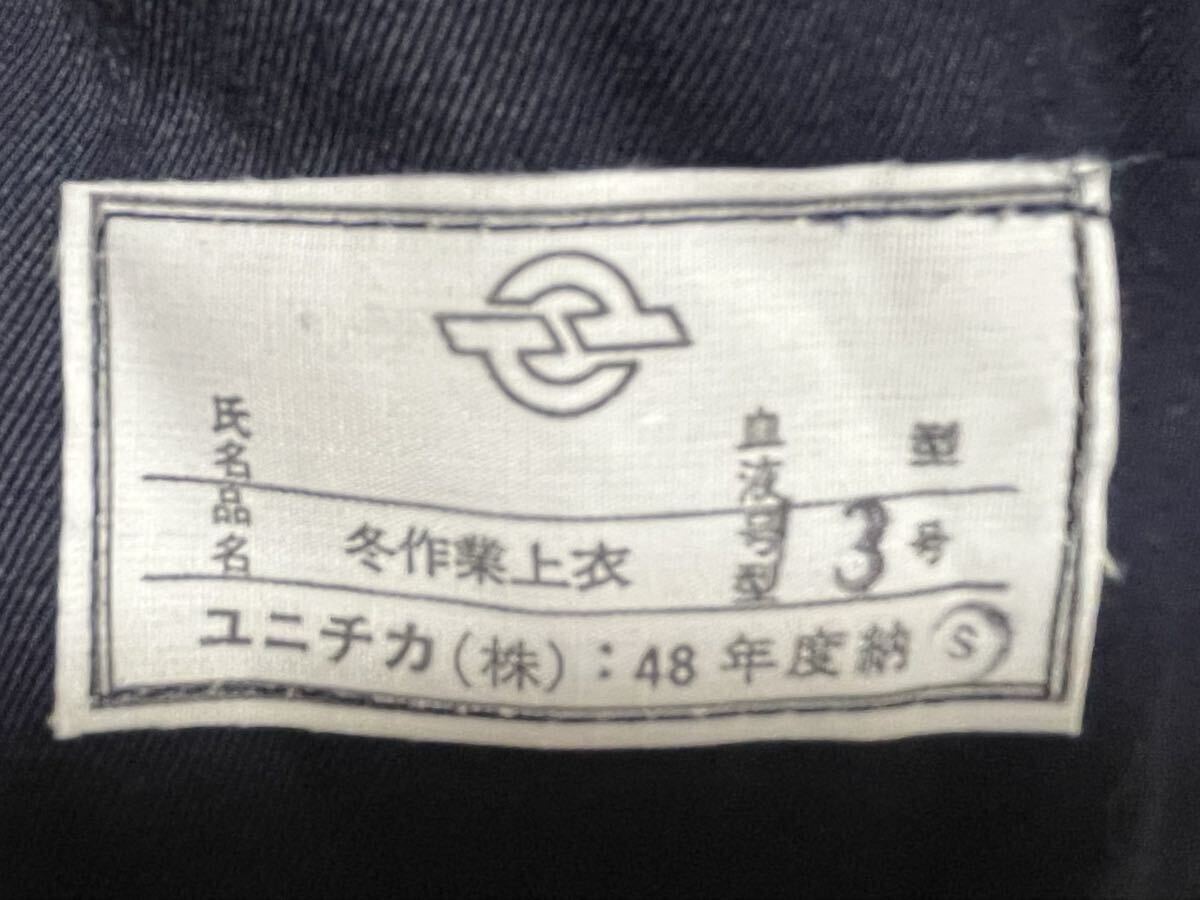 氏名 血液型 型
品名 冬作業上衣 号型 3号
ユニチカ(株):48年度納 S